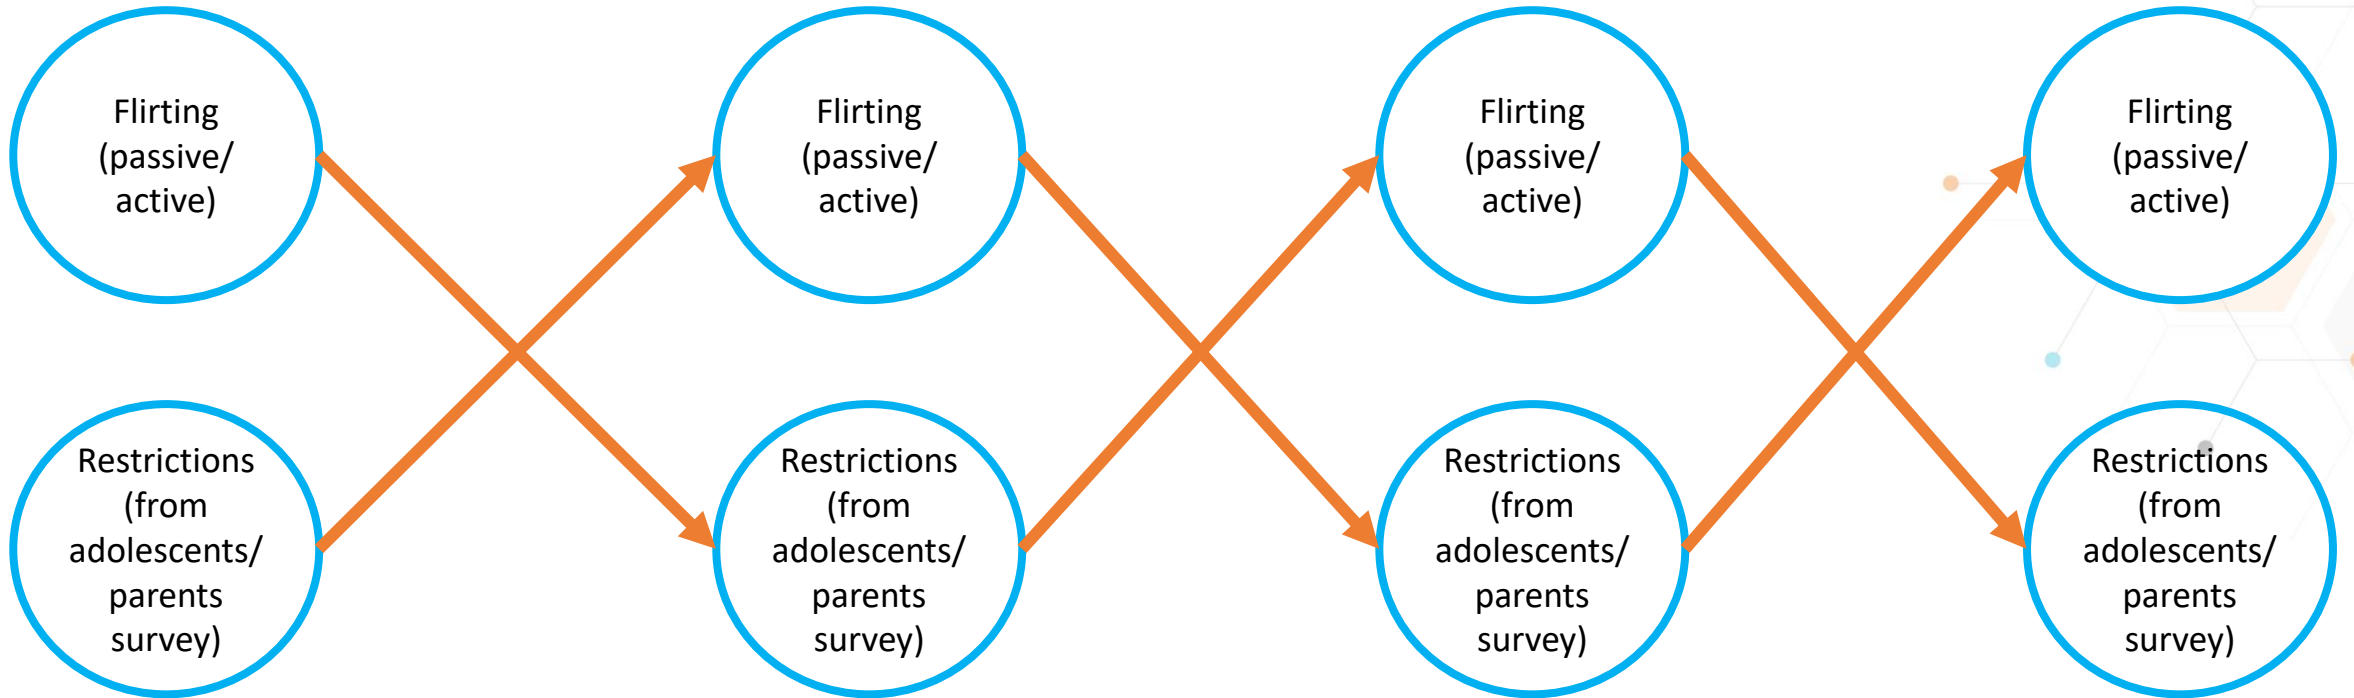 Flirting
(passive/
active)
Flirting
(passive/
active)
Flirting
(passive/
active)
Flirting
(passive/
active)
Restrictions
(from
adolescents/
parents
survey)
Restrictions
(from
adolescents/
parents
survey)
Restrictions
(from
adolescents/
parents
survey)
Restrictions
(from
adolescents/
parents
survey)